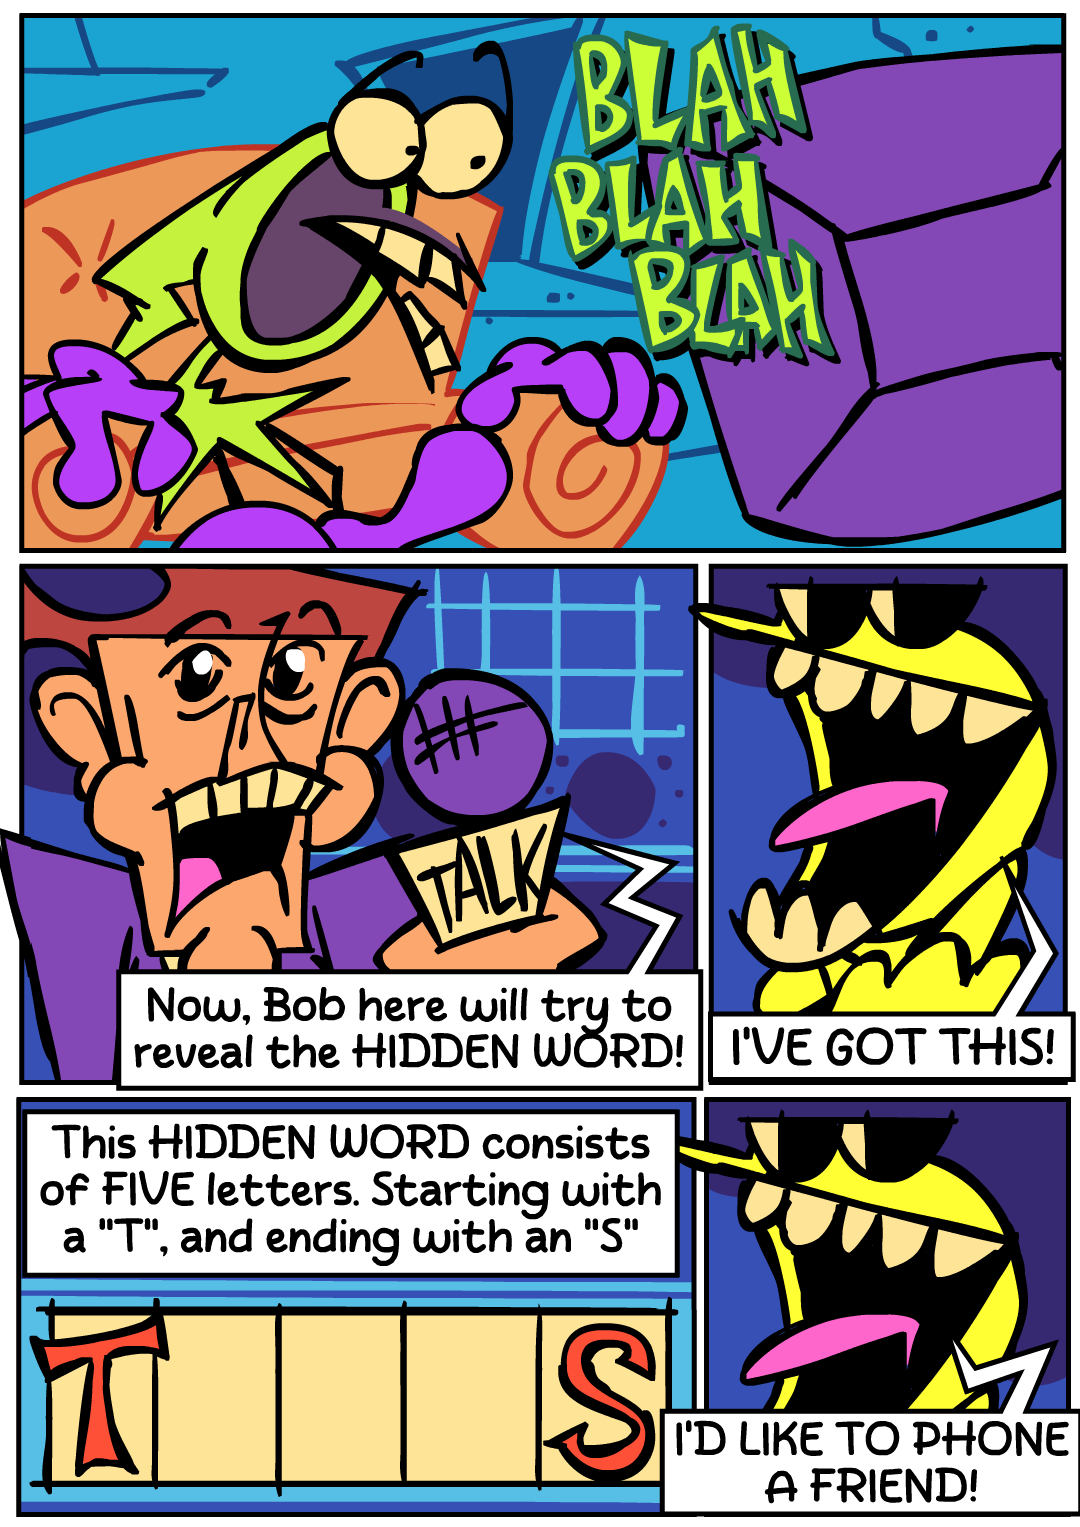 BLAH
BLAH
BLAH
TALK
Now, Bob here will try to
reveal the HIDDEN WORD!
I'VE GOT THIS!
This HIDDEN WORD consists
of FIVE letters. Starting with
a "T", and ending with an "S"
T S
I'D LIKE TO PHONE
A FRIEND!